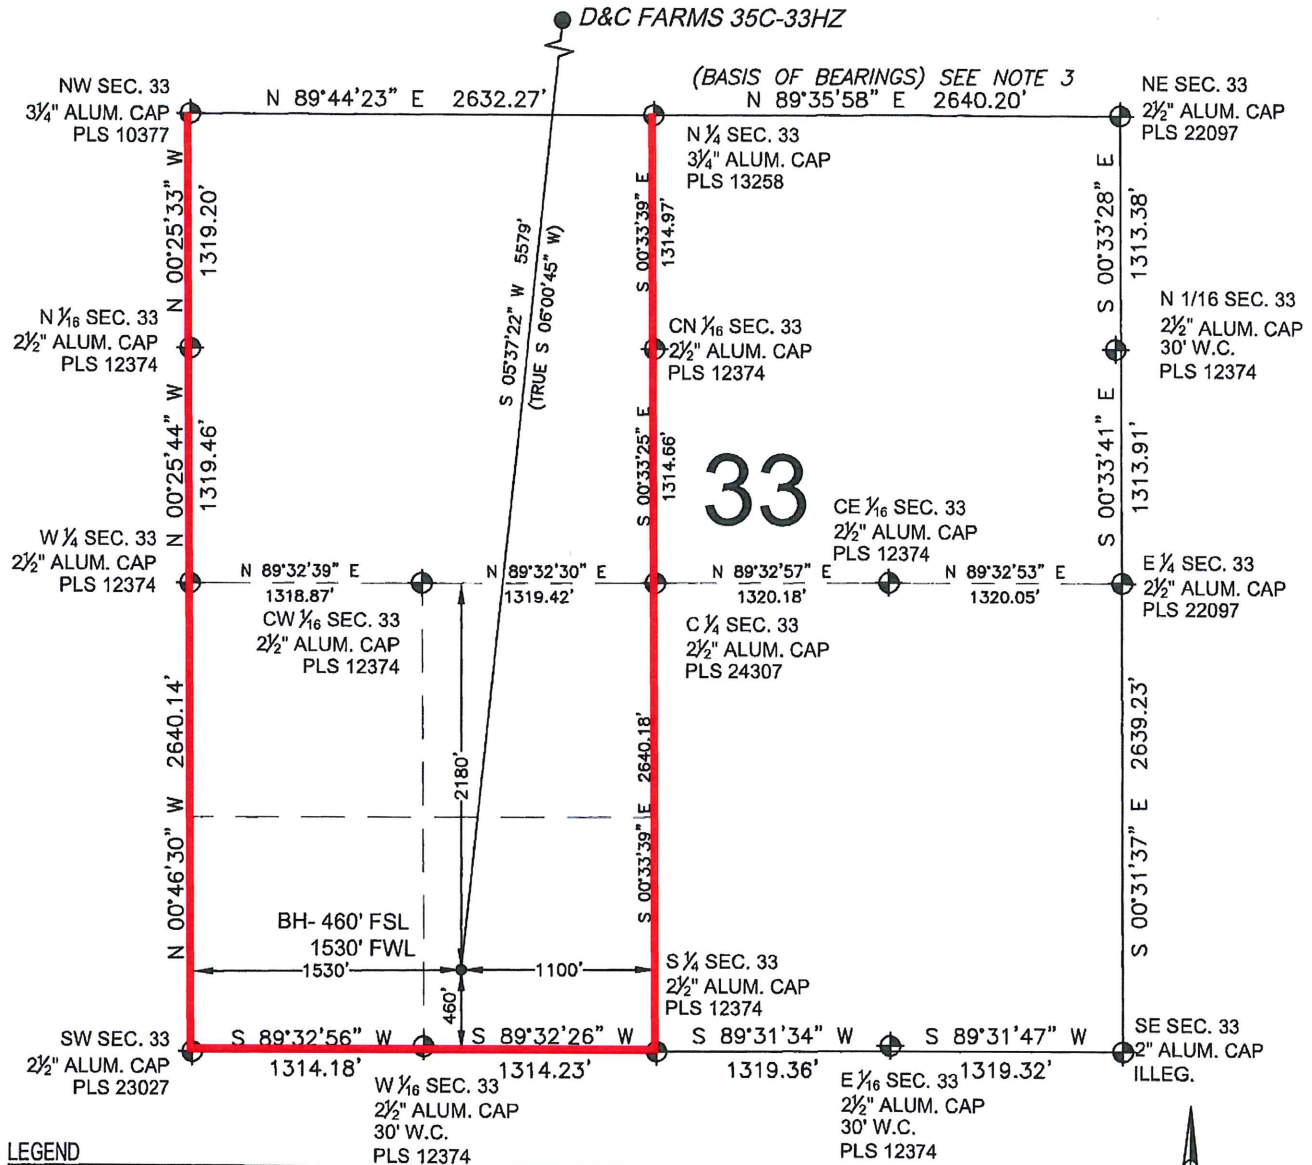 D&C FARMS 35C-33HZ
(BASIS OF BEARINGS) SEE NOTE 3
NW SEC. 33
3¼" ALUM. CAP
PLS 10377
N 89°44'23" E 2632.27'
N 89°35'58" E 2640.20'
NE SEC. 33
2½" ALUM. CAP
PLS 22097
N ¼ SEC. 33
3¼" ALUM. CAP
PLS 13258
N 00°25'33" W
1319.20'
S 05°37'22" W 5579'
(TRUE S 06°00'45" W)
S 00°33'39" E
1314.97'
S 00°33'28" E
1313.38'
N 1/16 SEC. 33
2½" ALUM. CAP
30' W.C.
PLS 12374
N 1⁄16 SEC. 33
2½" ALUM. CAP
PLS 12374
CN 1⁄16 SEC. 33
2½" ALUM. CAP
PLS 12374
N 00°25'44" W
1319.46'
S 00°33'25" E
1314.66'
33
S 00°33'41" E
1313.91'
CE 1⁄16 SEC. 33
2½" ALUM. CAP
PLS 12374
W ¼ SEC. 33
2½" ALUM. CAP
PLS 12374
N 89°32'39" E
1318.87'
N 89°32'30" E
1319.42'
N 89°32'57" E
1320.18'
N 89°32'53" E
1320.05'
E ¼ SEC. 33
2½" ALUM. CAP
PLS 22097
CW 1⁄16 SEC. 33
2½" ALUM. CAP
PLS 12374
C ¼ SEC. 33
2½" ALUM. CAP
PLS 24307
N 00°46'30" W 2640.14'
2180'
S 00°33'39" E 2640.18'
S 00°31'37" E 2639.23'
BH- 460' FSL
1530' FWL
1530'
1100'
460'
S ¼ SEC. 33
2½" ALUM. CAP
PLS 12374
SW SEC. 33
2½" ALUM. CAP
PLS 23027
S 89°32'56" W
1314.18'
S 89°32'26" W
1314.23'
S 89°31'34" W
1319.36'
S 89°31'47" W
1319.32'
SE SEC. 33
2" ALUM. CAP
ILLEG.
W 1⁄16 SEC. 33
2½" ALUM. CAP
30' W.C.
PLS 12374
E 1⁄16 SEC. 33
2½" ALUM. CAP
30' W.C.
PLS 12374
LEGEND